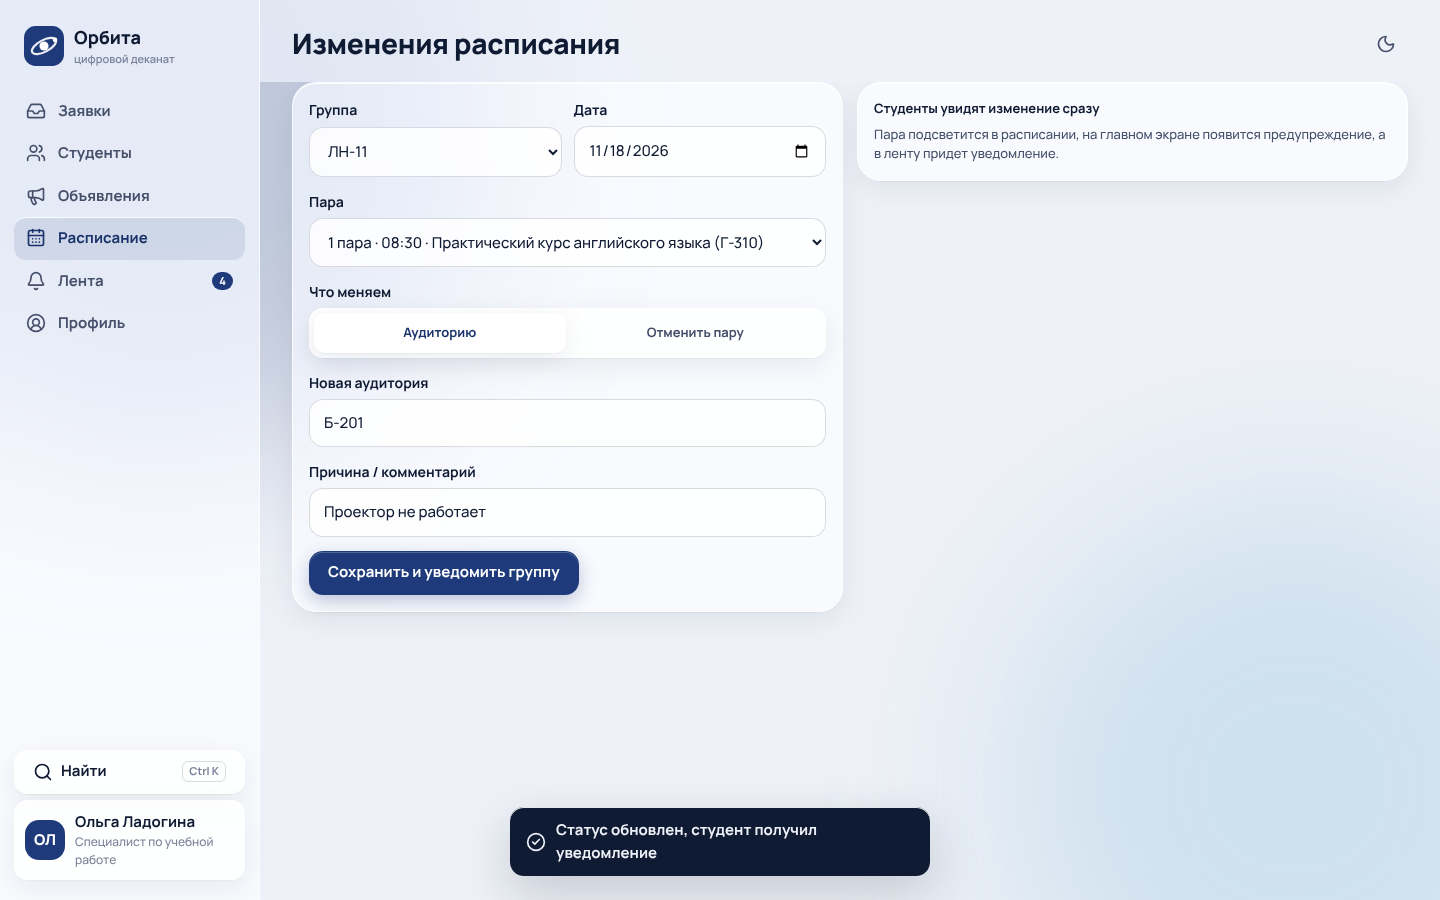 Орбита
цифровой деканат
Заявки
Студенты
Объявления
Расписание
Лента
4
Профиль
Найти
Ctrl K
ОЛ
Ольга Ладогина
Специалист по учебной
работе
Изменения расписания
Группа
ЛН-11
Дата
11/18/2026
Пара
1 пара · 08:30 · Практический курс английского языка (Г-310)
Что меняем
Аудиторию
Отменить пару
Новая аудитория
Б-201
Причина / комментарий
Проектор не работает
Сохранить и уведомить группу
Студенты увидят изменение сразу
Пара подсветится в расписании, на главном экране появится предупреждение, а
в ленту придет уведомление.
Статус обновлен, студент получил
уведомление